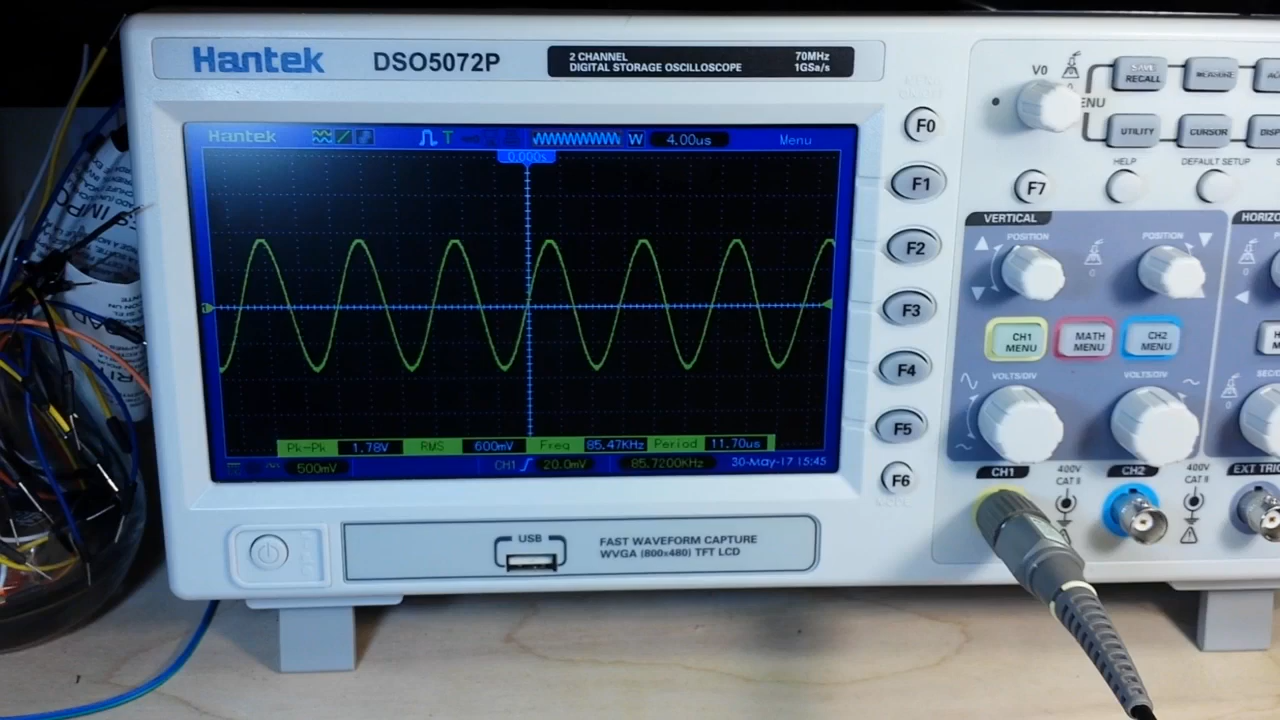 Hantek DSO5072P
2 CHANNEL 70MHz
DIGITAL STORAGE OSCILLOSCOPE 1GSa/s
Hantek T W 4.00us Menu
0.000s
Pk-Pk 1.78V RMS 600mV Freq 85.47KHz Period 11.70us
500mV CH1 20.0mV 85.7200KHz 30-May-17 15:45
F0
F1
F2
F3
F4
F5
F6
V0
SAVE
RECALL
MEASURE
UTILITY
CURSOR
F7
HELP
DEFAULT SETUP
VERTICAL
POSITION
POSITION
0
0
CH1
MENU
MATH
MENU
CH2
MENU
VOLTS/DIV
VOLTS/DIV
CH1
400V
CAT II
CH2
400V
CAT II
EXT TRIG
USB
FAST WAVEFORM CAPTURE
WVGA (800x480) TFT LCD